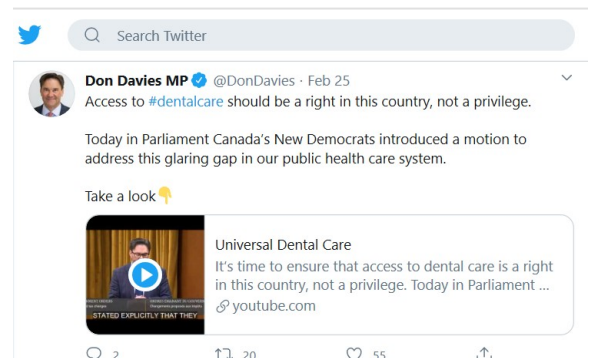 Search Twitter
Don Davies MP @DonDavies · Feb 25
Access to #dentalcare should be a right in this country, not a privilege.
Today in Parliament Canada's New Democrats introduced a motion to
address this glaring gap in our public health care system.
Take a look👇
Universal Dental Care
It's time to ensure that access to dental care is a right
in this country, not a privilege. Today in Parliament ...
youtube.com
STATED EXPLICITLY THAT THEY
2 20 55